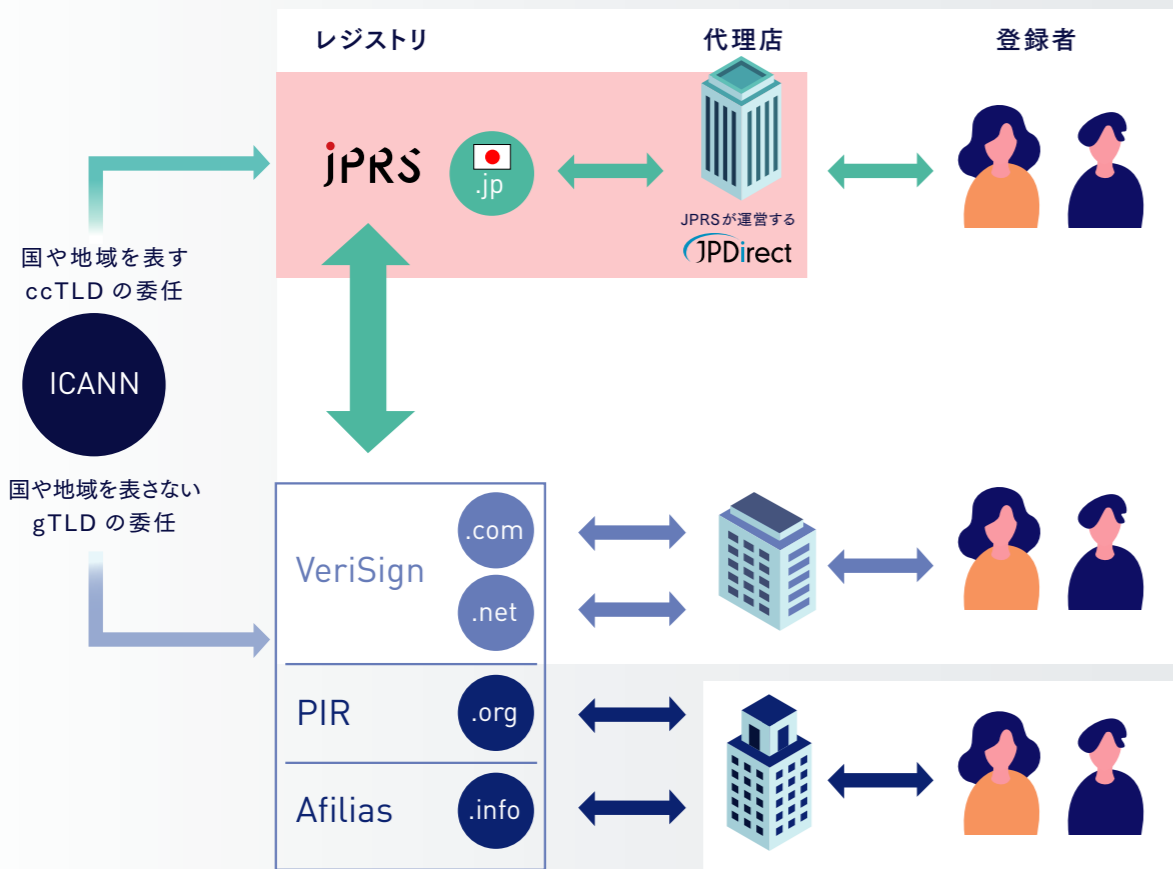 レジストリ
代理店
登録者
JPRS
.jp
JPRSが運営する
JPDirect
国や地域を表す
ccTLD の委任
ICANN
国や地域を表さない
gTLD の委任
VeriSign
.com
.net
PIR
.org
Afilias
.info